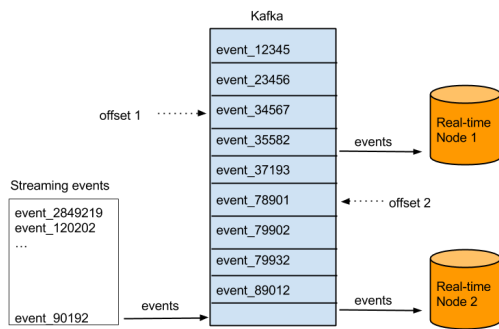 Kafka
event_12345
event_23456
event_34567
event_35582
event_37193
event_78901
event_79902
event_79932
event_89012
offset 1
offset 2
Streaming events
event_2849219
event_120202
...
event_90192
events
events
Real-time
Node 1
events
Real-time
Node 2